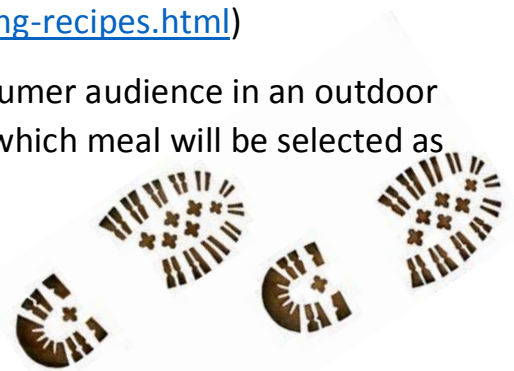 ng-recipes.html)
umer audience in an outdoor
which meal will be selected as